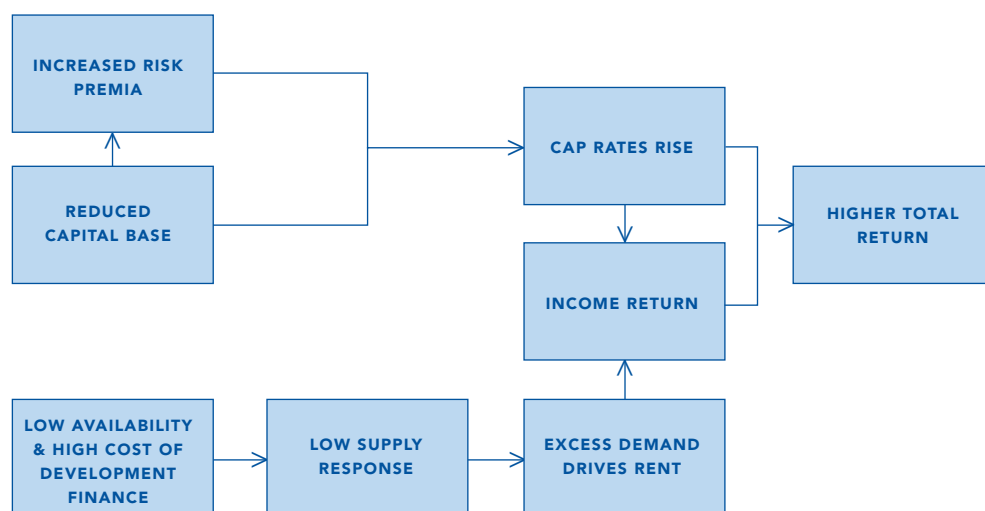 INCREASED RISK
PREMIA
REDUCED
CAPITAL BASE
CAP RATES RISE
HIGHER TOTAL
RETURN
INCOME RETURN
LOW AVAILABILITY
& HIGH COST OF
DEVELOPMENT
FINANCE
LOW SUPPLY
RESPONSE
EXCESS DEMAND
DRIVES RENT